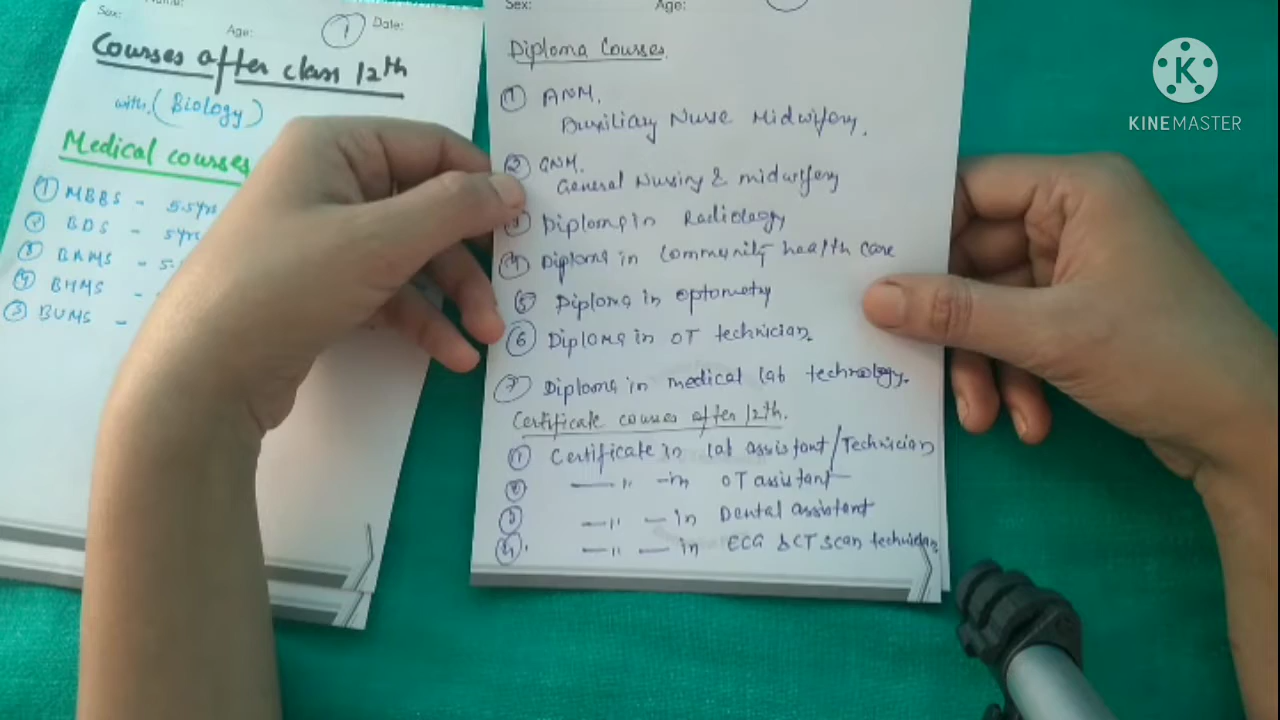 Sex:
Age:
① Date:
Courses after class 12th
with (Biology)
Medical courses
① MBBS - 5.5yrs
② BDS - 5yrs
③ BAMS - 5.
④ BHMS -
⑤ BUMS -
Sex:
Age:
Diploma Courses.
① ANM.
Auxiliary Nurse Midwifery.
② GNM.
General Nursing & midwifery
③ Diploma in Radiology
④ Diploma in community health care
⑤ Diploma in optometry
⑥ Diploma in OT technician.
⑦ Diploma in medical lab technology.
Certificate courses after 12th.
① Certificate in lab assistant/Technician
② —〃 —in OT assistant
③ —〃 —in Dental assistant
④. —〃 — in ECG & CT scan technician
KINEMASTER